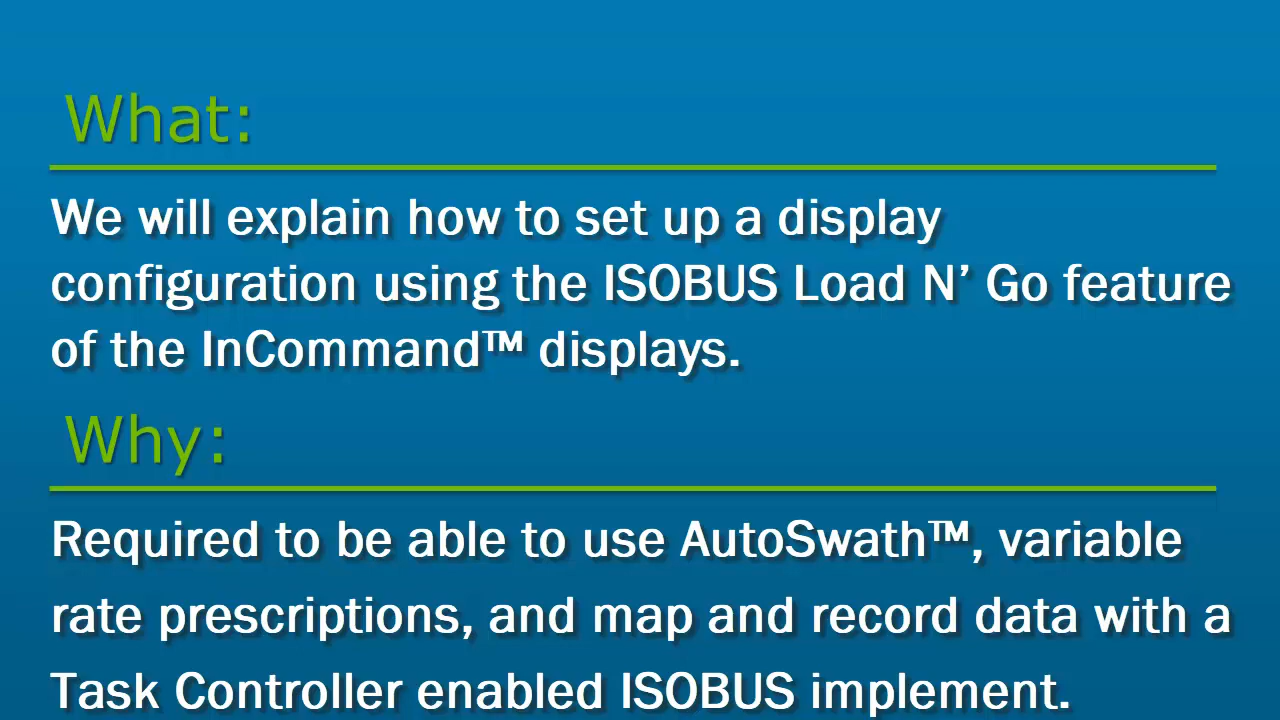 What:
We will explain how to set up a display
configuration using the ISOBUS Load N’ Go feature
of the InCommand™ displays.
Why:
Required to be able to use AutoSwath™, variable
rate prescriptions, and map and record data with a
Task Controller enabled ISOBUS implement.